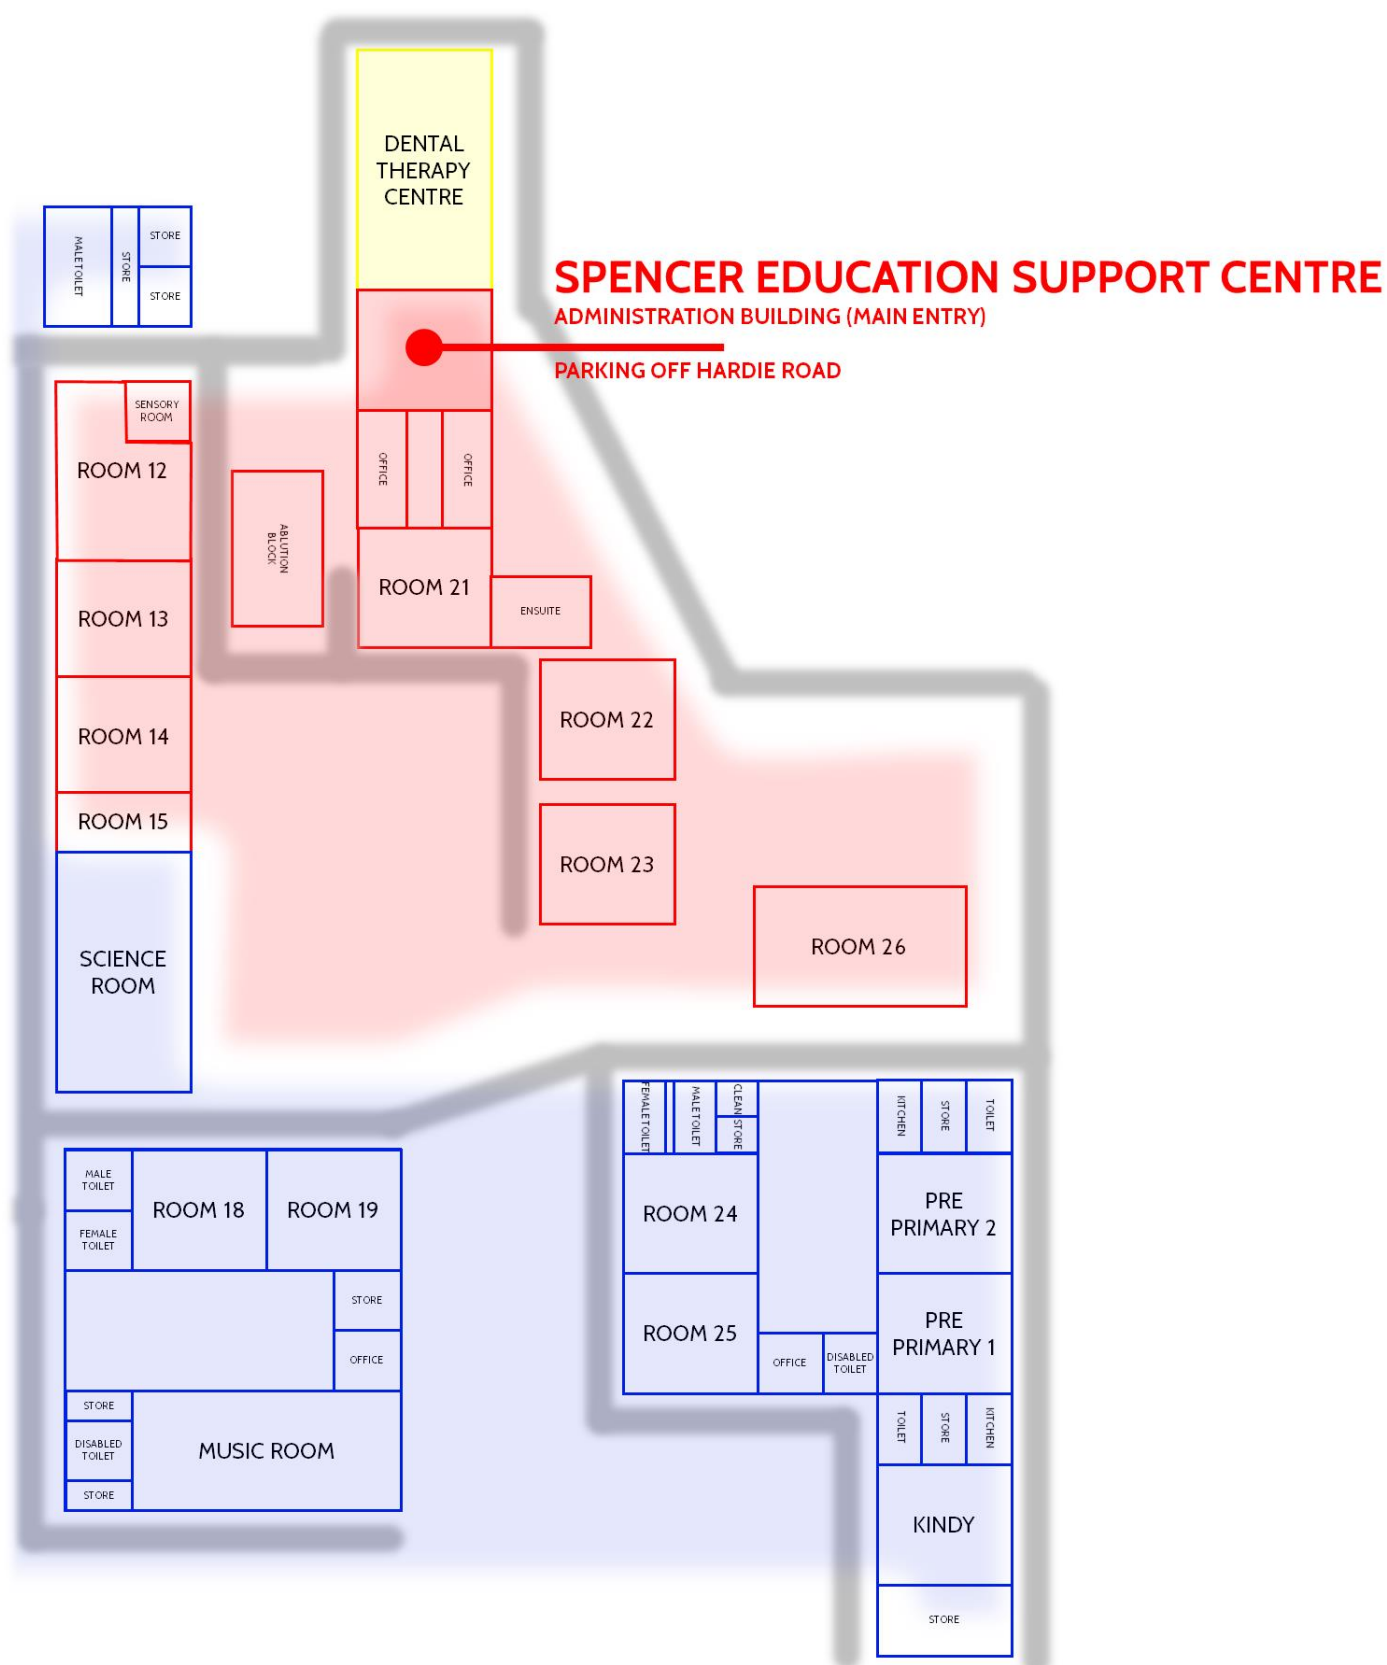 DENTAL
THERAPY
CENTRE
MALE TOILET
STORE
STORE
STORE
SPENCER EDUCATION SUPPORT CENTRE
ADMINISTRATION BUILDING (MAIN ENTRY)
PARKING OFF HARDIE ROAD
SENSORY
ROOM
ROOM 12
OFFICE
OFFICE
ABLUTION
BLOCK
ROOM 21
ENSUITE
ROOM 13
ROOM 22
ROOM 14
ROOM 15
ROOM 23
ROOM 26
SCIENCE
ROOM
FEMALE TOILET
MALE TOILET
CLEAN
STORE
KITCHEN
STORE
TOILET
MALE
TOILET
FEMALE
TOILET
ROOM 18
ROOM 19
ROOM 24
PRE
PRIMARY 2
STORE
OFFICE
ROOM 25
OFFICE
DISABLED
TOILET
PRE
PRIMARY 1
STORE
DISABLED
TOILET
STORE
MUSIC ROOM
TOILET
STORE
KITCHEN
KINDY
STORE